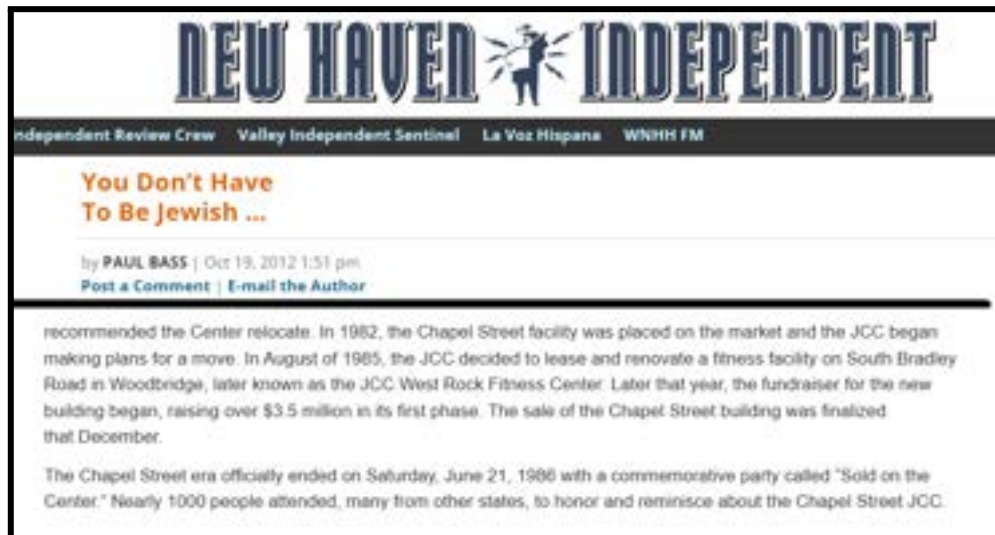 NEW HAVEN INDEPENDENT
ndependent Review Crew Valley Independent Sentinel La Voz Hispana WNHH FM
You Don't Have
To Be Jewish ...
by PAUL BASS | Oct 19, 2012 1:51 pm
Post a Comment | E-mail the Author
recommended the Center relocate. In 1982, the Chapel Street facility was placed on the market and the JCC began
making plans for a move. In August of 1985, the JCC decided to lease and renovate a fitness facility on South Bradley
Road in Woodbridge, later known as the JCC West Rock Fitness Center. Later that year, the fundraiser for the new
building began, raising over $3.5 million in its first phase. The sale of the Chapel Street building was finalized
that December.
The Chapel Street era officially ended on Saturday, June 21, 1986 with a commemorative party called "Sold on the
Center." Nearly 1000 people attended, many from other states, to honor and reminisce about the Chapel Street JCC.